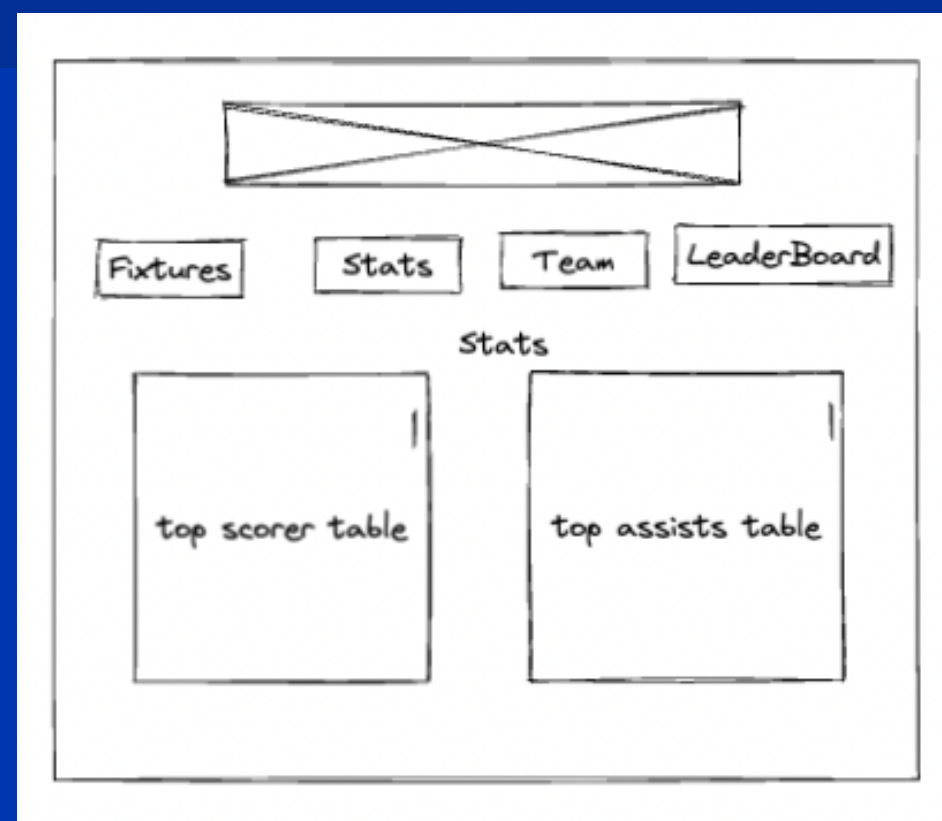 Fixtures
Stats
Team
LeaderBoard
Stats
top scorer table
top assists table